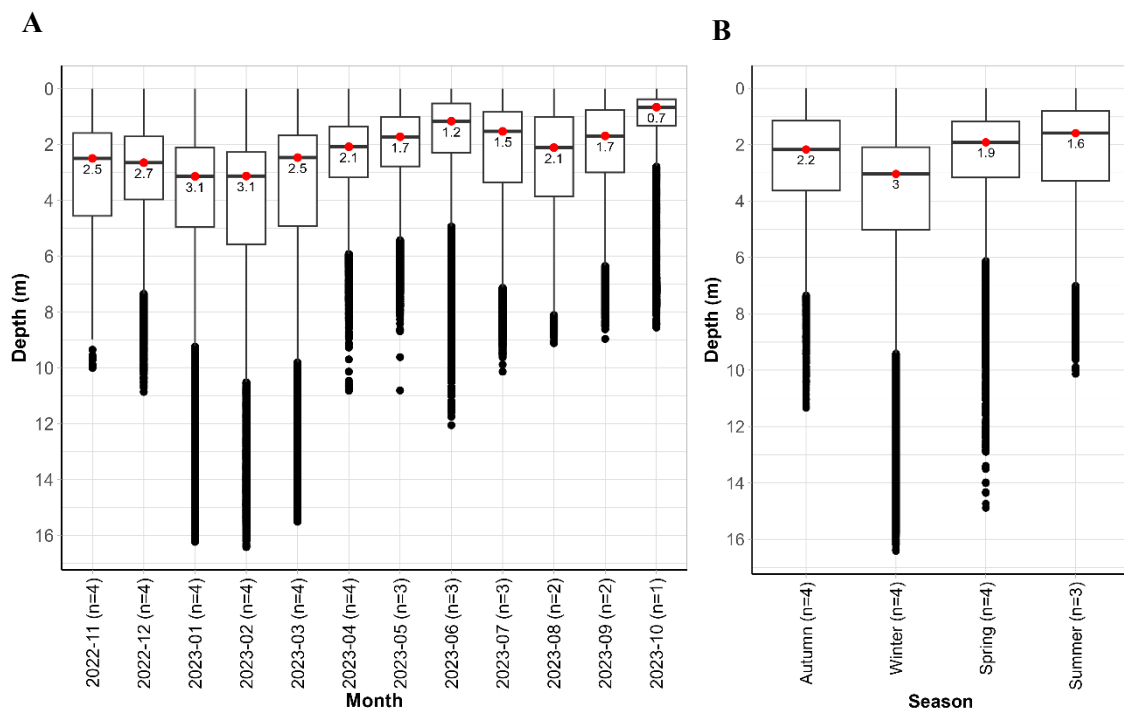 A
0
2
4
6
8
10
12
14
16
Depth (m)
2.5
2.7
3.1
3.1
2.5
2.1
1.7
1.2
1.5
2.1
1.7
0.7
2022-11 (n=4)
2022-12 (n=4)
2023-01 (n=4)
2023-02 (n=4)
2023-03 (n=4)
2023-04 (n=4)
2023-05 (n=3)
2023-06 (n=3)
2023-07 (n=3)
2023-08 (n=2)
2023-09 (n=2)
2023-10 (n=1)
Month
B
0
2
4
6
8
10
12
14
16
Depth (m)
2.2
3
1.9
1.6
Autumn (n=4)
Winter (n=4)
Spring (n=4)
Summer (n=3)
Season